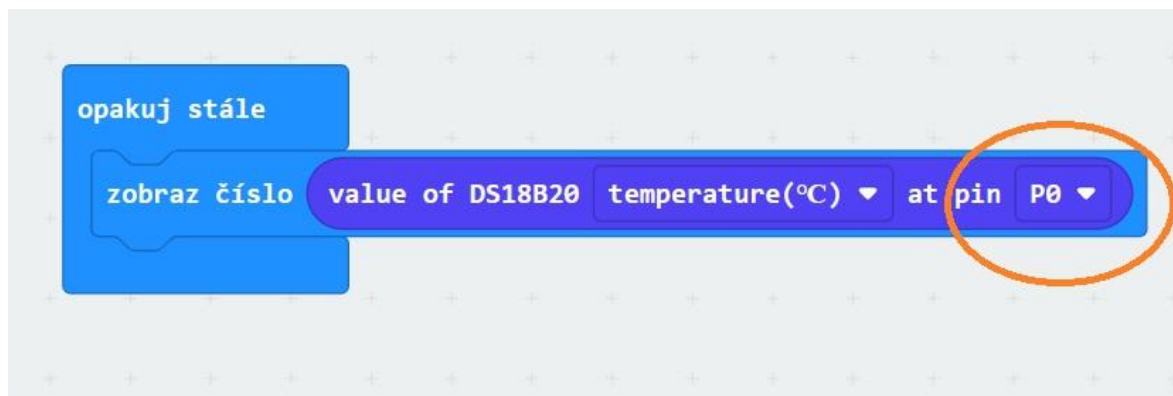 opakuj stále
zobraz číslo value of DS18B20 temperature(℃) at pin P0